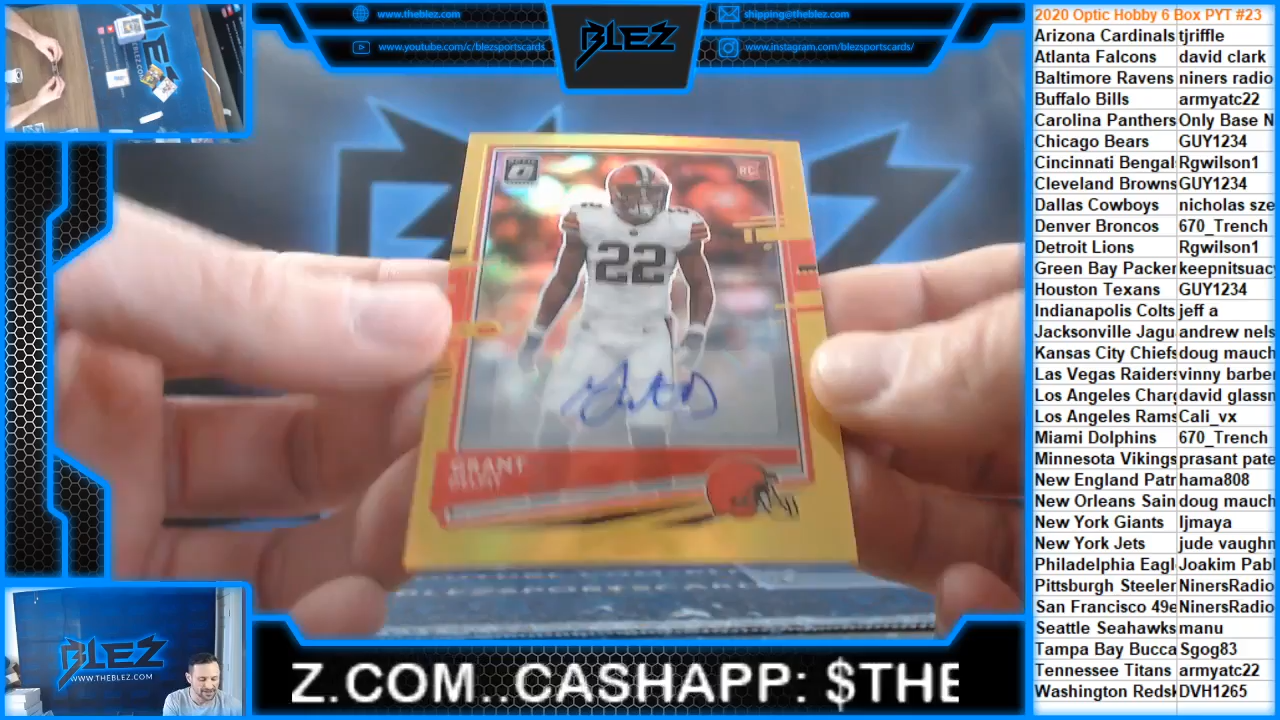 www.theblez.com
shipping@theblez.com
www.youtube.com/c/blezsportscards
www.instagram.com/blezsportscards/
BLEZ
2020 Optic Hobby 6 Box PYT #23
Arizona Cardinals tjriffle
Atlanta Falcons david clark
Baltimore Ravens niners radio
Buffalo Bills armyatc22
Carolina Panthers Only Base N
Chicago Bears GUY1234
Cincinnati Bengal Rgwilson1
Cleveland Browns GUY1234
Dallas Cowboys nicholas sze
Denver Broncos 670_Trench
Detroit Lions Rgwilson1
Green Bay Packer keepnitsuac
Houston Texans GUY1234
Indianapolis Colts jeff a
Jacksonville Jagu andrew nels
Kansas City Chiefs doug mauch
Las Vegas Raiders vinny barber
Los Angeles Charg david glassn
Los Angeles Rams Cali_vx
Miami Dolphins 670_Trench
Minnesota Vikings prasant pate
New England Patr hama808
New Orleans Sain doug mauch
New York Giants ljmaya
New York Jets jude vaughn
Philadelphia Eagl Joakim Pabl
Pittsburgh Steeler NinersRadio
San Francisco 49e NinersRadio
Seattle Seahawks manu
Tampa Bay Bucca Sgog83
Tennessee Titans armyatc22
Washington Redsk DVH1265
RC
22
GRANT
DELPIT
BLEZ
WWW.THEBLEZ.COM
Z.COM..CASHAPP: $THE